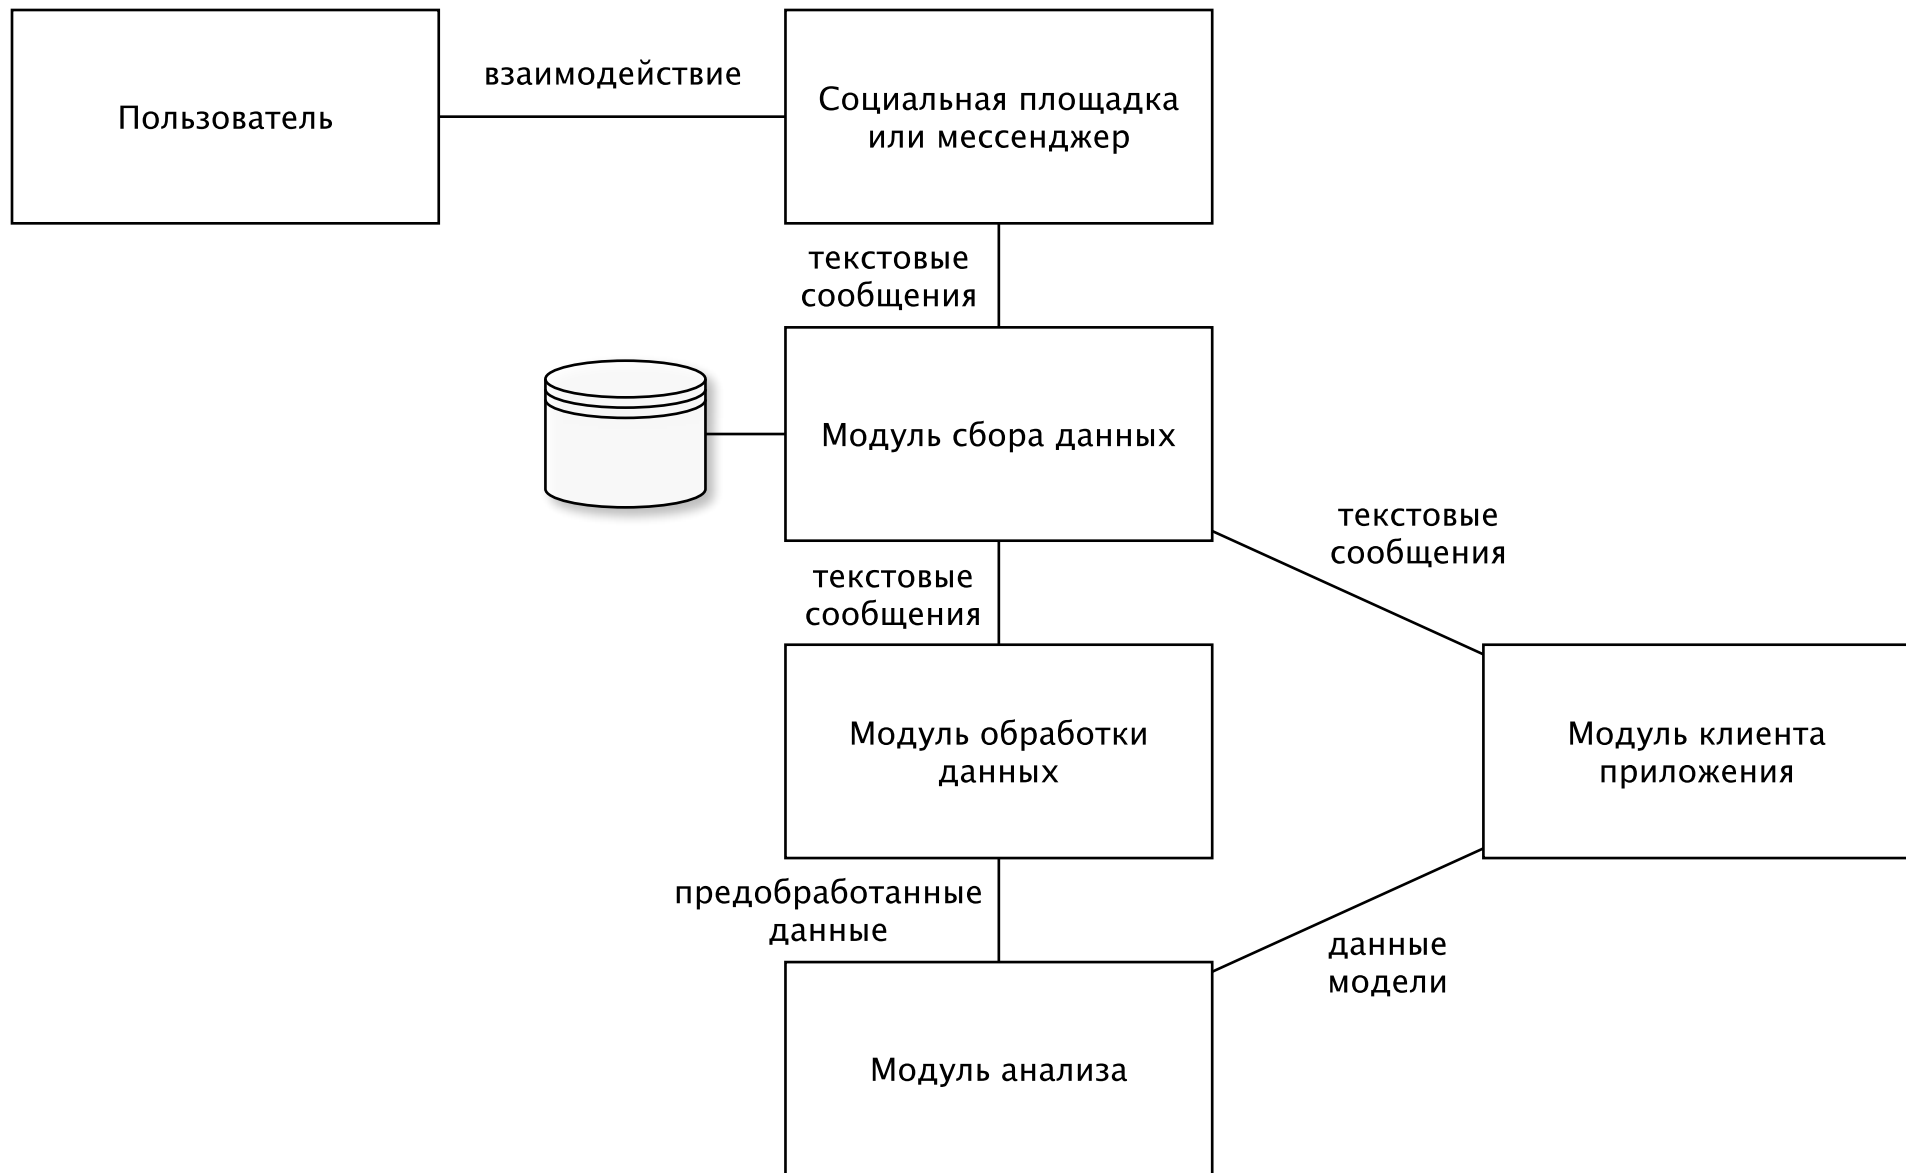 взаимодействие
Пользователь
Социальная площадка
или мессенджер
текстовые
сообщения
Модуль сбора данных
текстовые
сообщения
текстовые
сообщения
Модуль обработки
данных
Модуль клиента
приложения
предобработанные
данные
данные
модели
Модуль анализа